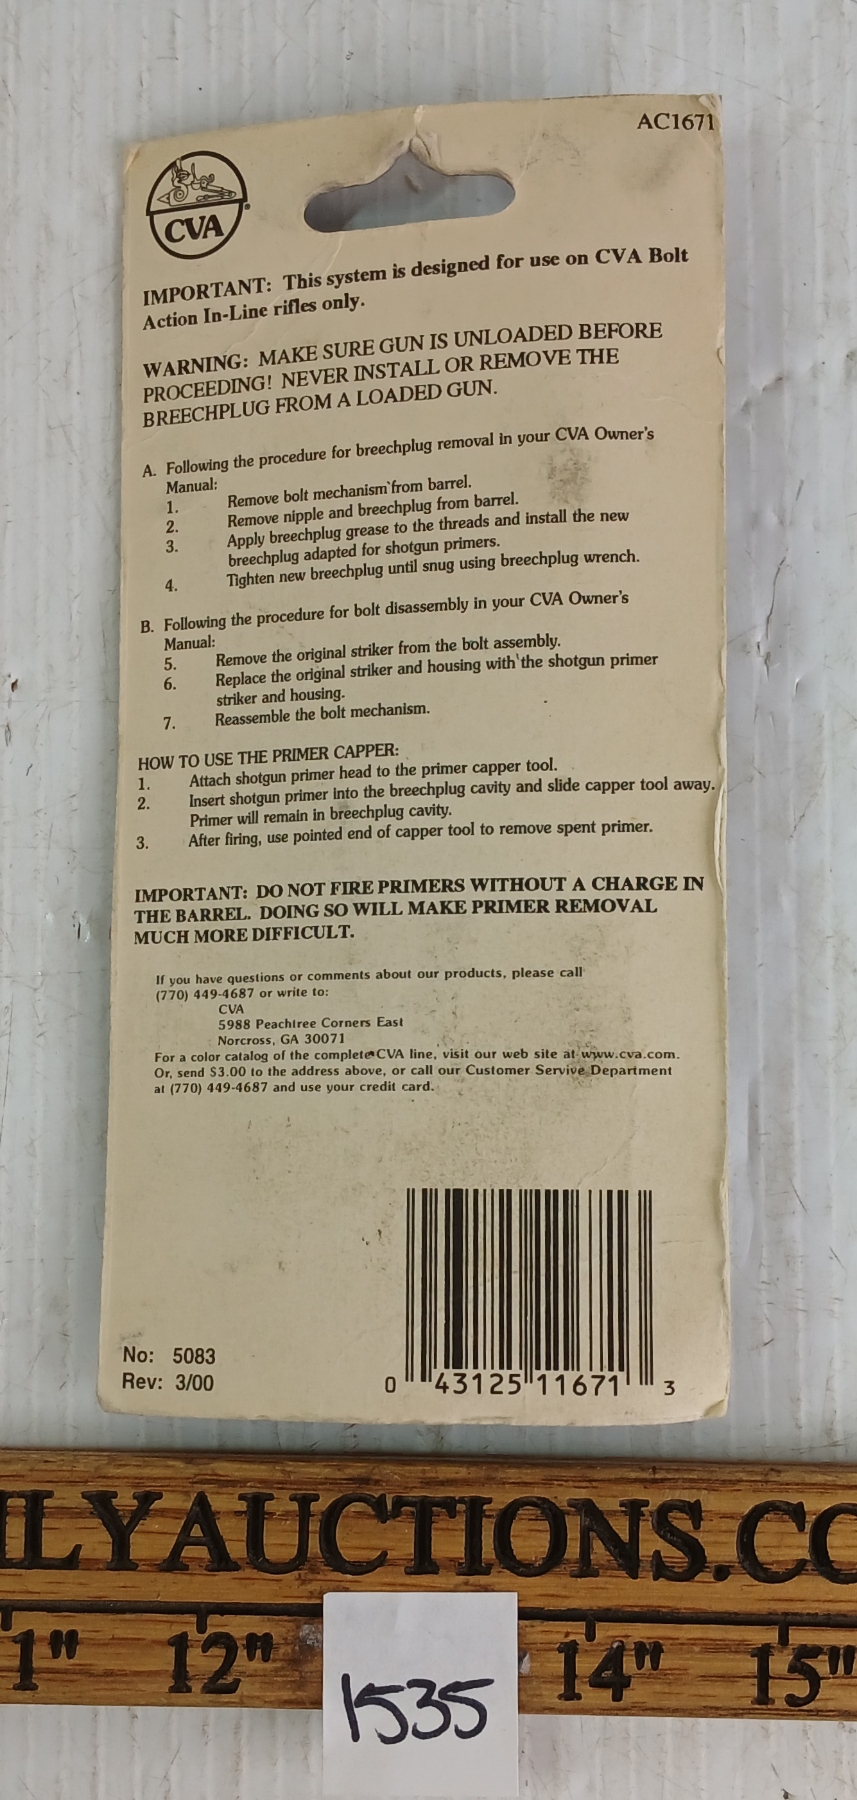 AC1671
CVA
IMPORTANT: This system is designed for use on CVA Bolt
Action In-Line rifles only.
WARNING: MAKE SURE GUN IS UNLOADED BEFORE
PROCEEDING! NEVER INSTALL OR REMOVE THE
BREECHPLUG FROM A LOADED GUN.
A. Following the procedure for breechplug removal in your CVA Owner's
Manual:
1. Remove bolt mechanism from barrel.
2. Remove nipple and breechplug from barrel.
3. Apply breechplug grease to the threads and install the new
breechplug adapted for shotgun primers.
4. Tighten new breechplug until snug using breechplug wrench.
B. Following the procedure for bolt disassembly in your CVA Owner's
Manual:
5. Remove the original striker from the bolt assembly.
6. Replace the original striker and housing with the shotgun primer
striker and housing.
7. Reassemble the bolt mechanism.
HOW TO USE THE PRIMER CAPPER:
1. Attach shotgun primer head to the primer capper tool.
2. Insert shotgun primer into the breechplug cavity and slide capper tool away.
Primer will remain in breechplug cavity.
3. After firing, use pointed end of capper tool to remove spent primer.
IMPORTANT: DO NOT FIRE PRIMERS WITHOUT A CHARGE IN
THE BARREL. DOING SO WILL MAKE PRIMER REMOVAL
MUCH MORE DIFFICULT.
If you have questions or comments about our products, please call
(770) 449-4687 or write to:
CVA
5988 Peachtree Corners East
Norcross, GA 30071
For a color catalog of the complete CVA line, visit our web site at www.cva.com.
Or, send $3.00 to the address above, or call our Customer Servive Department
at (770) 449-4687 and use your credit card.
No: 5083
Rev: 3/00
0 43125 11671 3
LYAUCTIONS.CO
1" 12" 14" 15"
1535